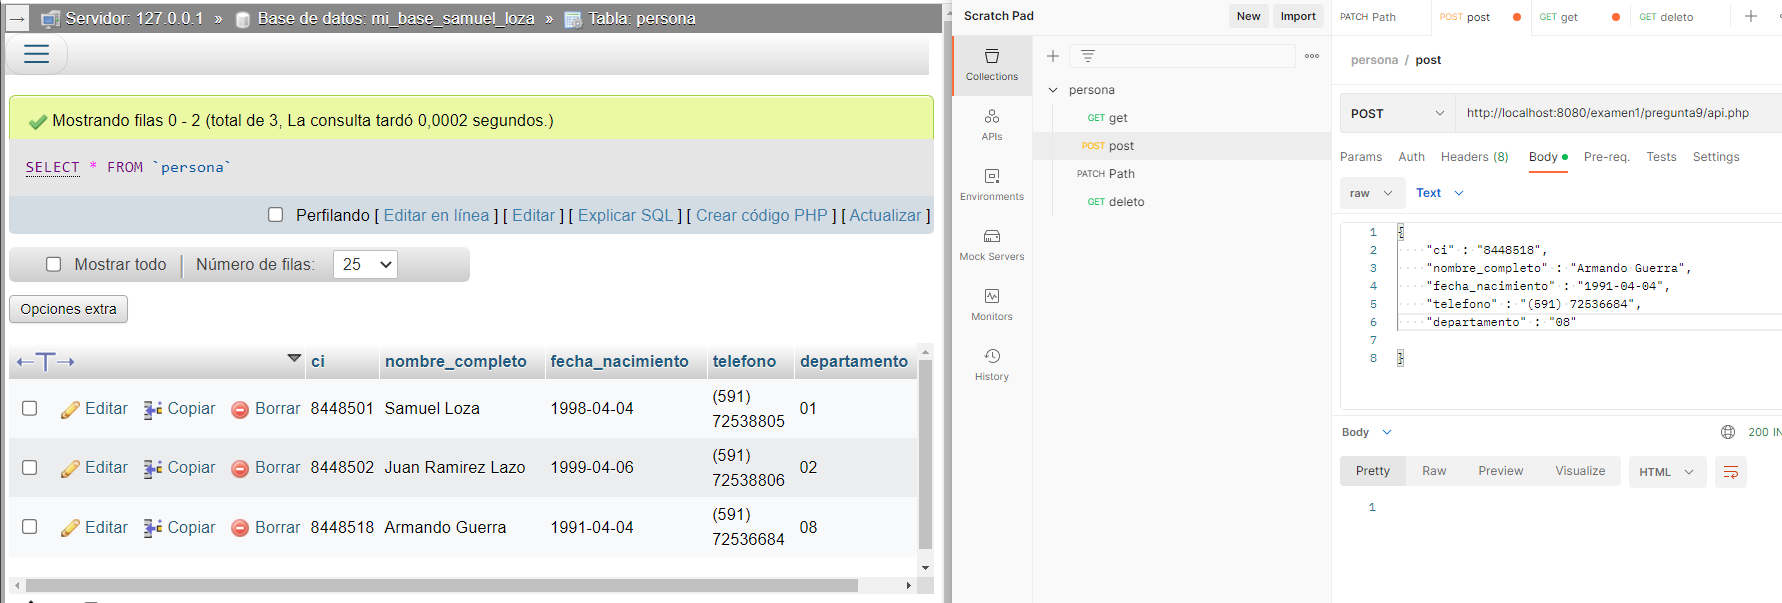 → Servidor: 127.0.0.1 » Base de datos: mi_base_samuel_loza » Tabla: persona
Mostrando filas 0 - 2 (total de 3, La consulta tardó 0,0002 segundos.)
SELECT * FROM `persona`
Perfilando [ Editar en línea ] [ Editar ] [ Explicar SQL ] [ Crear código PHP ] [ Actualizar ]
Mostrar todo Número de filas: 25
Opciones extra
←T→ ci nombre_completo fecha_nacimiento telefono departamento
Editar Copiar Borrar 8448501 Samuel Loza 1998-04-04 (591) 72538805 01
Editar Copiar Borrar 8448502 Juan Ramirez Lazo 1999-04-06 (591) 72538806 02
Editar Copiar Borrar 8448518 Armando Guerra 1991-04-04 (591) 72536684 08
Scratch Pad New Import
Collections
APIs
Environments
Mock Servers
Monitors
History
persona
GET get
POST post
PATCH Path
GET deleto
PATCH Path POST post GET get GET deleto
persona / post
POST http://localhost:8080/examen1/pregunta9/api.php
Params Auth Headers (8) Body Pre-req. Tests Settings
raw Text
1 {
2 "ci" : "8448518",
3 "nombre_completo" : "Armando Guerra",
4 "fecha_nacimiento" : "1991-04-04",
5 "telefono" : "(591) 72536684",
6 "departamento" : "08"
7
8 }
Body 200 IN
Pretty Raw Preview Visualize HTML
1